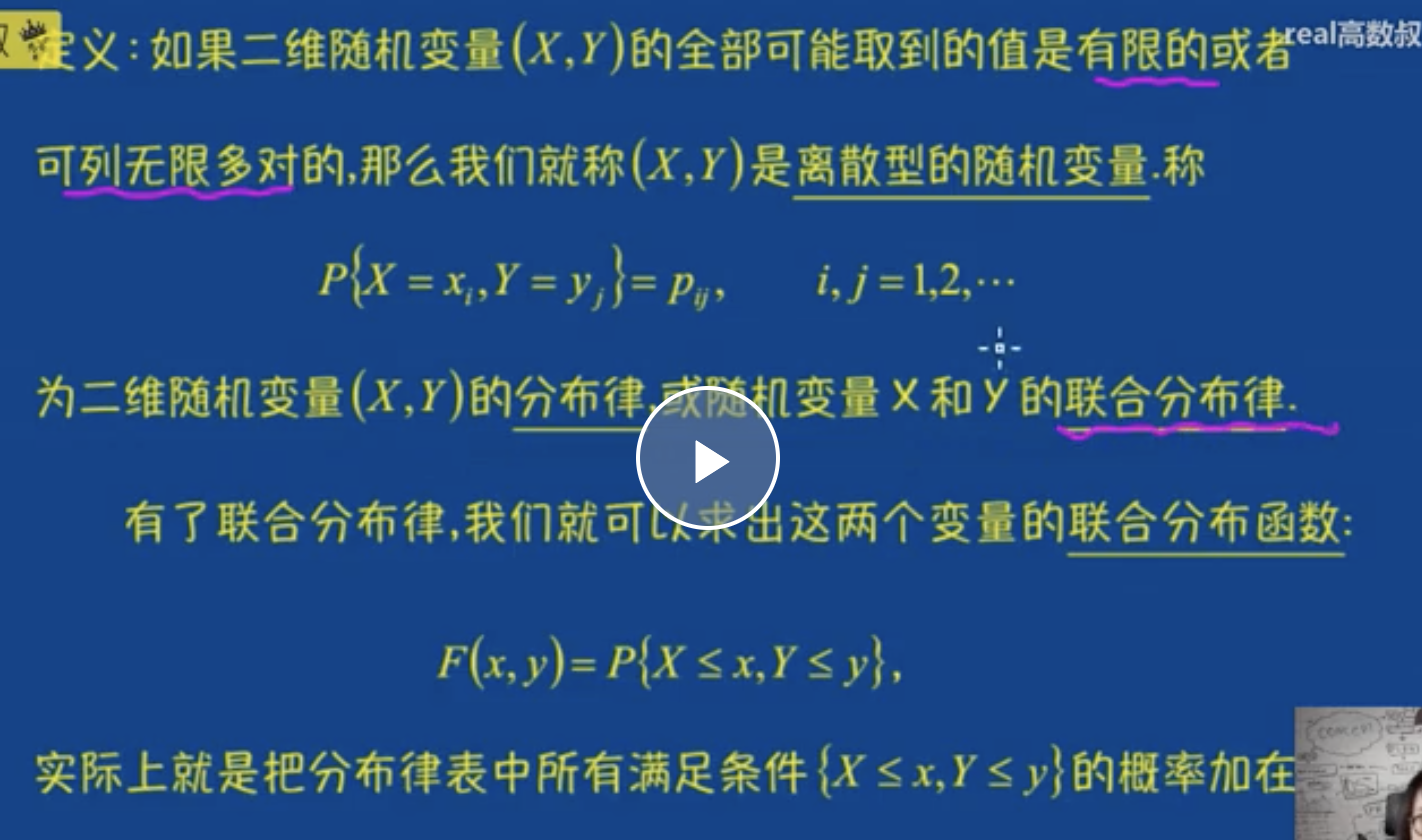 定义:如果二维随机变量(X,Y)的全部可能取到的值是有限的或者
real高数叔
可列无限多对的,那么我们就称(X,Y)是离散型的随机变量.称
P{X = x_i, Y = y_j} = p_{ij}, i, j = 1,2,⋯
为二维随机变量(X,Y)的分布律,或随机变量X和Y的联合分布律.
有了联合分布律,我们就可以求出这两个变量的联合分布函数:
F(x, y) = P{X ≤ x, Y ≤ y},
实际上就是把分布律表中所有满足条件{X ≤ x, Y ≤ y}的概率加在
CONCEPT